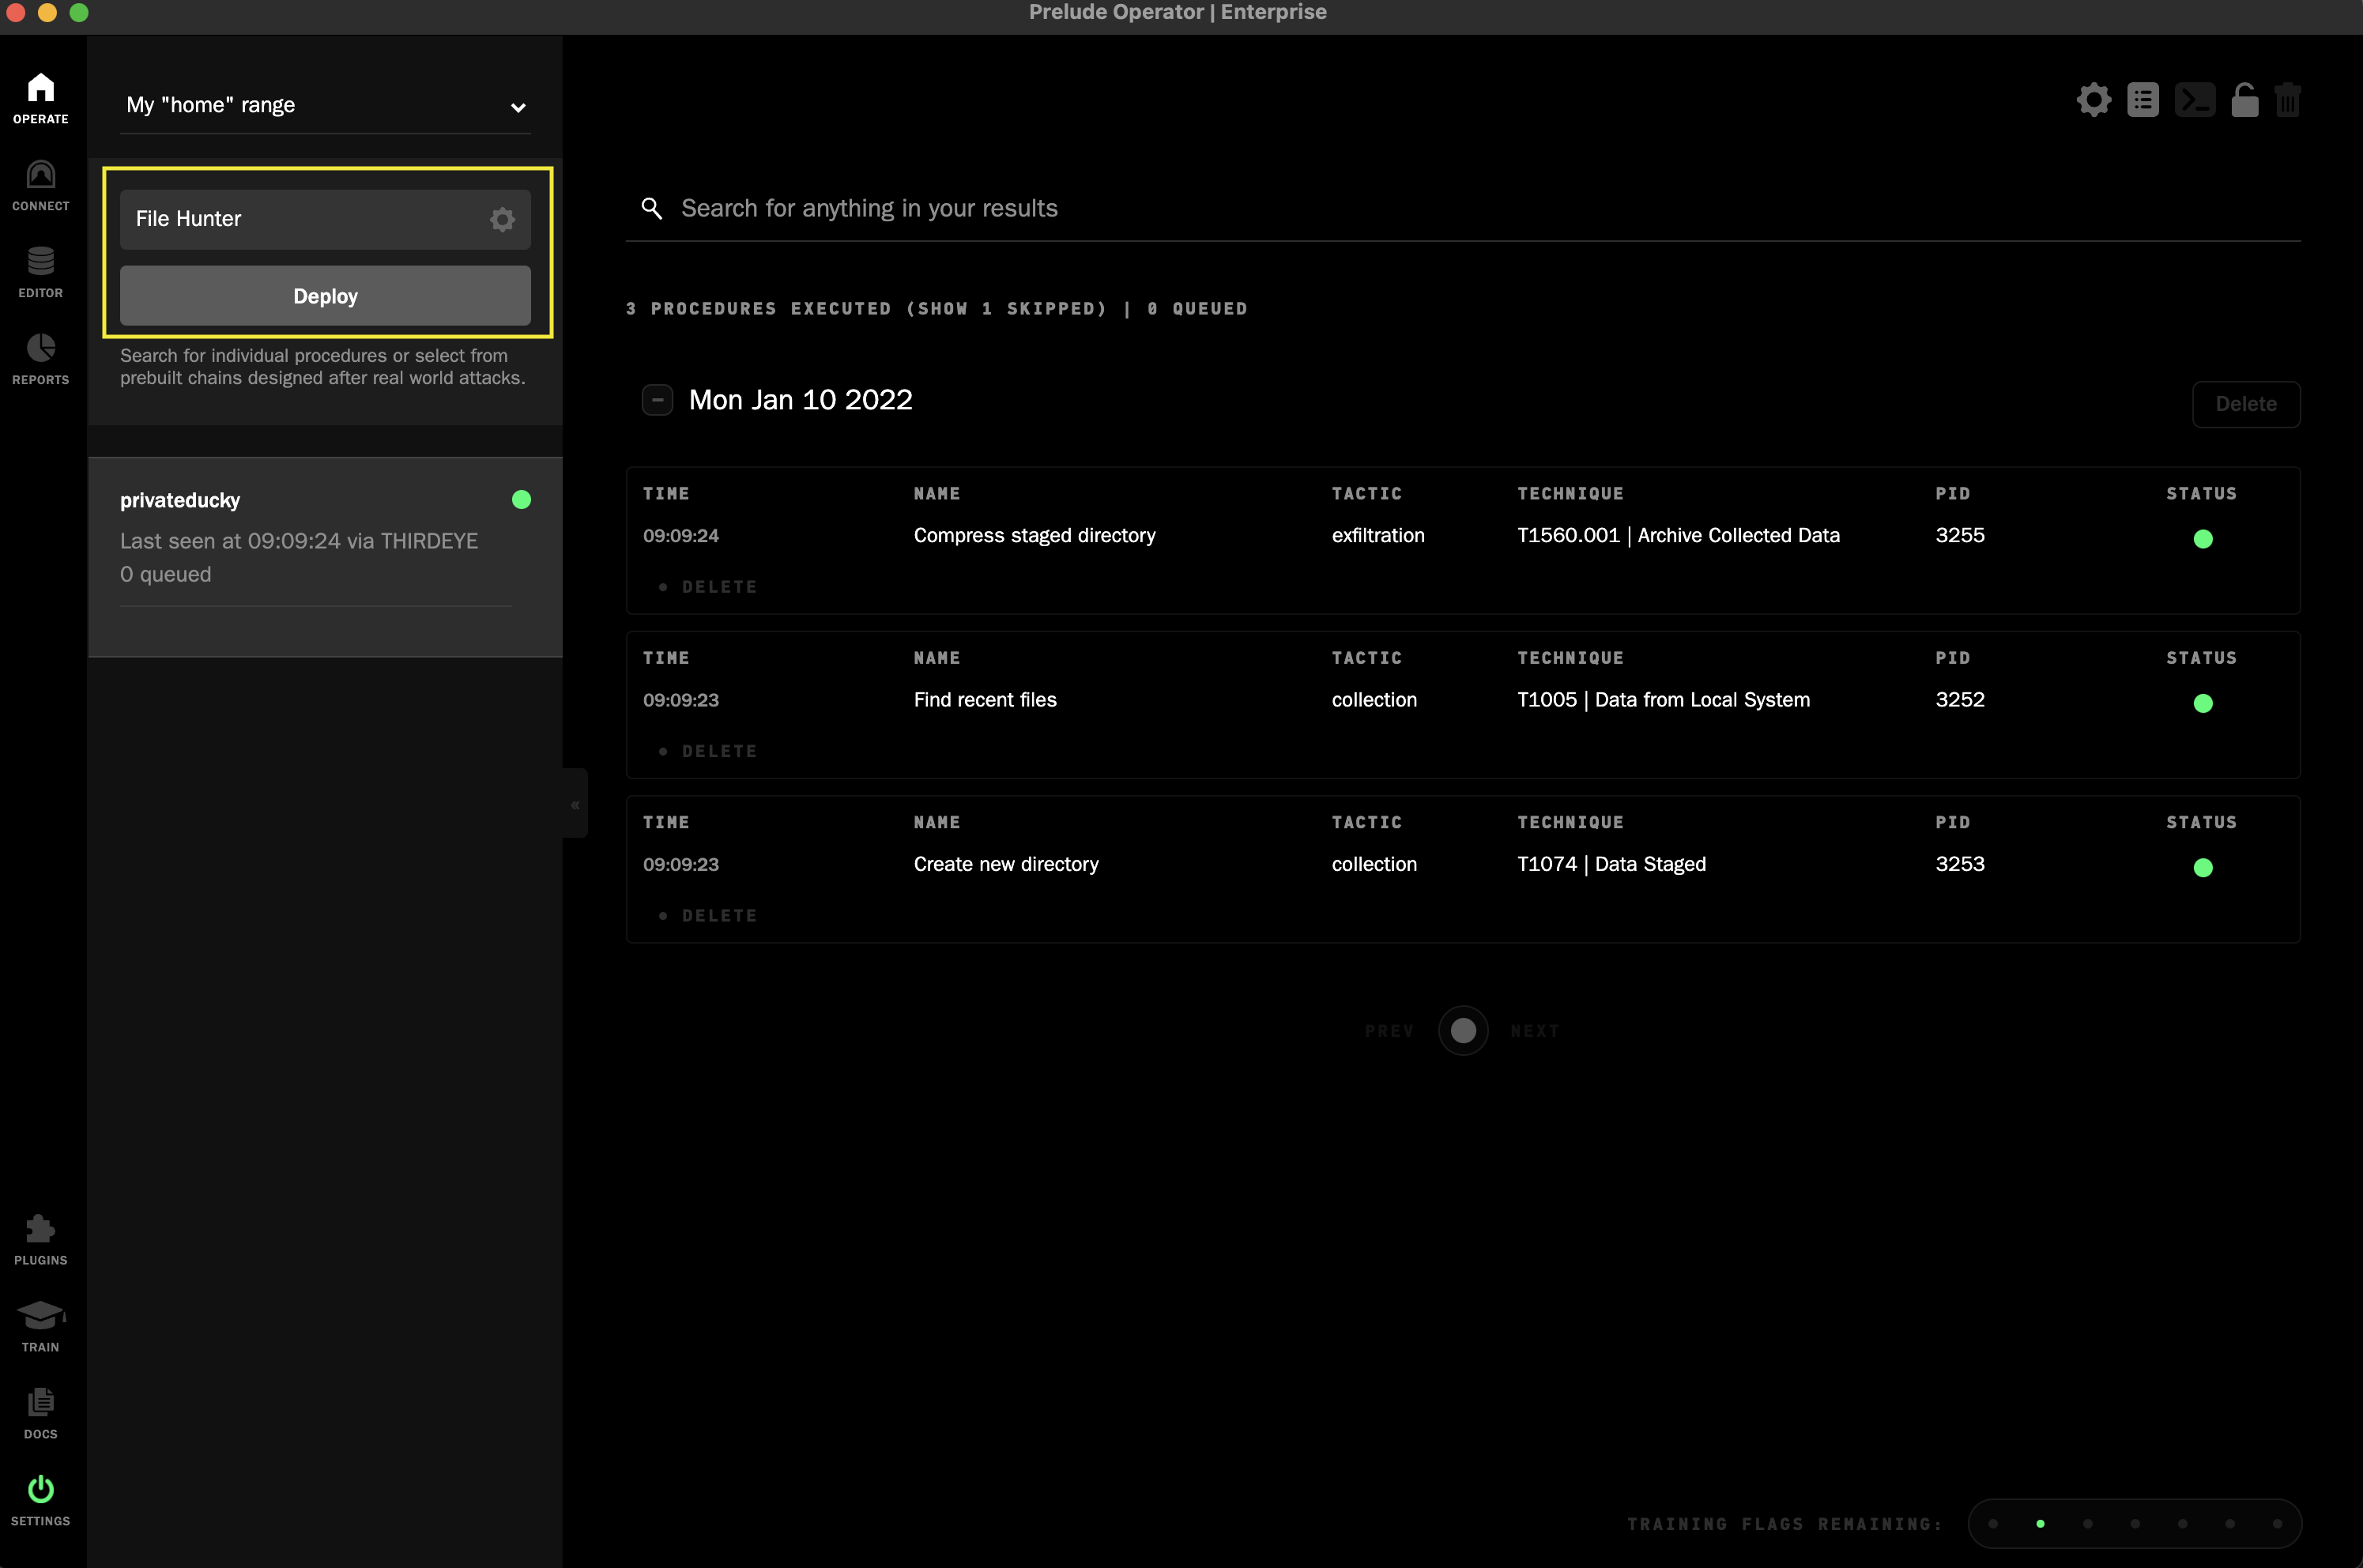 Prelude Operator | Enterprise
OPERATE
CONNECT
EDITOR
REPORTS
PLUGINS
TRAIN
DOCS
SETTINGS
My "home" range
File Hunter
Deploy
Search for individual procedures or select from
prebuilt chains designed after real world attacks.
privateducky
Last seen at 09:09:24 via THIRDEYE
0 queued
«
Search for anything in your results
3 PROCEDURES EXECUTED (SHOW 1 SKIPPED) | 0 QUEUED
Mon Jan 10 2022
Delete
TIME NAME TACTIC TECHNIQUE PID STATUS
09:09:24 Compress staged directory exfiltration T1560.001 | Archive Collected Data 3255
• DELETE
TIME NAME TACTIC TECHNIQUE PID STATUS
09:09:23 Find recent files collection T1005 | Data from Local System 3252
• DELETE
TIME NAME TACTIC TECHNIQUE PID STATUS
09:09:23 Create new directory collection T1074 | Data Staged 3253
• DELETE
PREV NEXT
TRAINING FLAGS REMAINING: